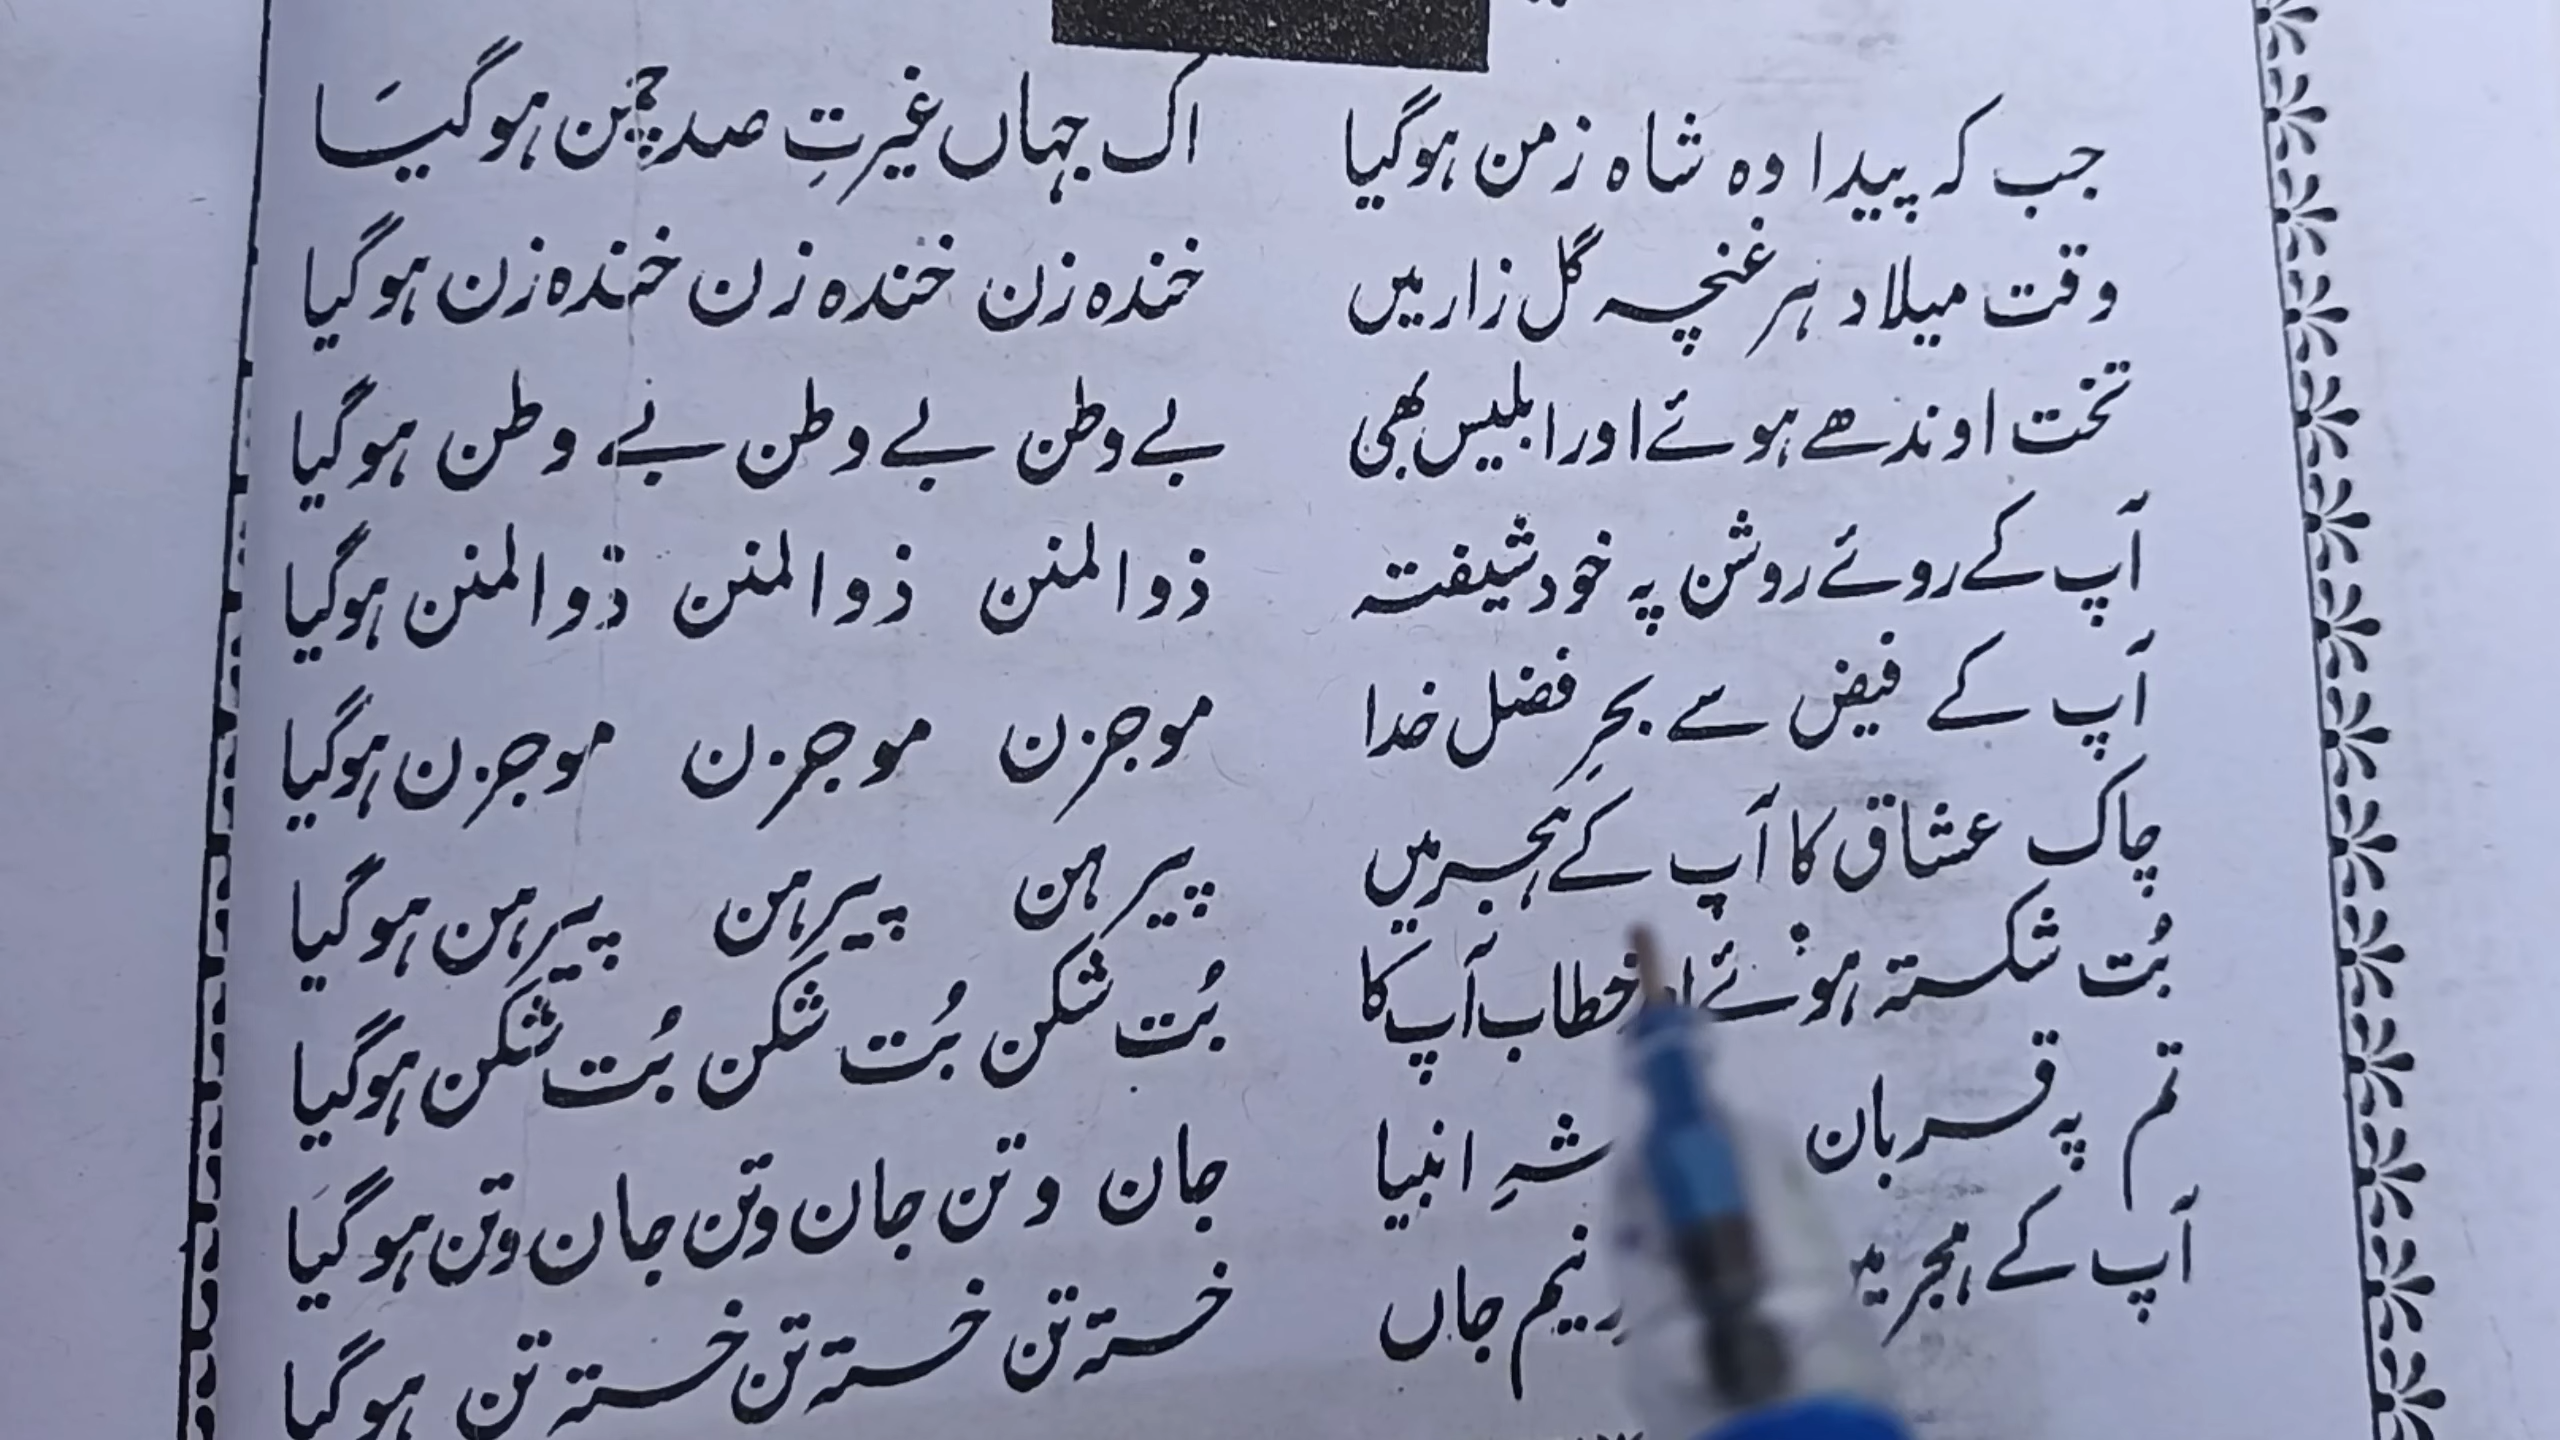 جب کہ پیدا وہ شاہ زمن ہوگیا اک جہاں غیرتِ صد چمن ہوگیا
وقت میلاد ہر غنچہ گل زار میں خندہ زن خندہ زن خندہ زن ہوگیا
تخت اوندھے ہوئے اور ابلیس بھی بے وطن بے وطن بے وطن ہوگیا
آپ کے روئے روشن پہ خود شیفتہ ذوالمنن ذوالمنن ذوالمنن ہوگیا
آپ کے فیض سے بحرِ فضل خدا موجزن موجزن موجزن ہوگیا
چاک عشاق کا آپ کے ہجر میں پیرہن پیرہن پیرہن ہوگیا
بُت شکستہ ہوئے خطاب آپ کا بُت شکن بُت شکن بُت شکن ہوگیا
تم پہ قربان شہِ انبیا جان و تن جان و تن جان و تن ہوگیا
آپ کے ہجر نیم جاں خستہ تن خستہ تن خستہ تن ہوگیا